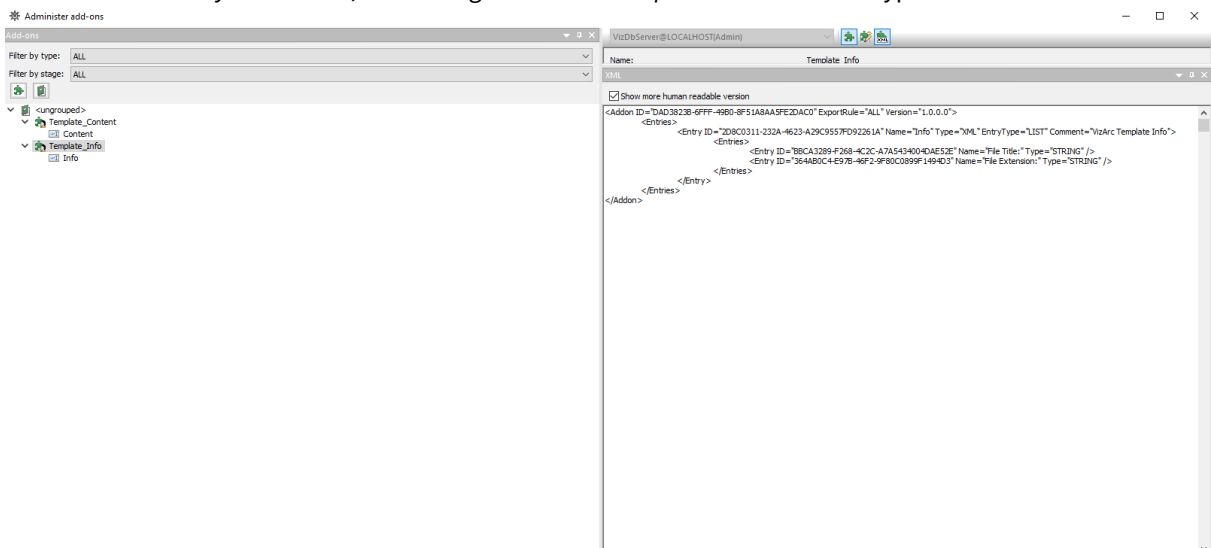 Administer add-ons
Add-ons
Filter by type: ALL
Filter by stage: ALL
<ungrouped>
Template_Content
Content
Template_Info
Info
VizDbServer@LOCALHOST(Admin)
Name: Template_Info
XML
Show more human readable version
<Addon ID="DAD3823B-6FFF-49B0-8F51A8AA5FE2DAC0" ExportRule="ALL" Version="1.0.0.0">
<Entries>
<Entry ID="2D8C0311-232A-4623-A29C9557FD92261A" Name="Info" Type="XML" EntryType="LIST" Comment="VizArc Template Info">
<Entries>
<Entry ID="BBCA3289-F268-4C2C-A7A5434004DAE52E" Name="File Title:" Type="STRING" />
<Entry ID="364AB0C4-E97B-46F2-9F80C0899F1494D3" Name="File Extension:" Type="STRING" />
</Entries>
</Entry>
</Entries>
</Addon>